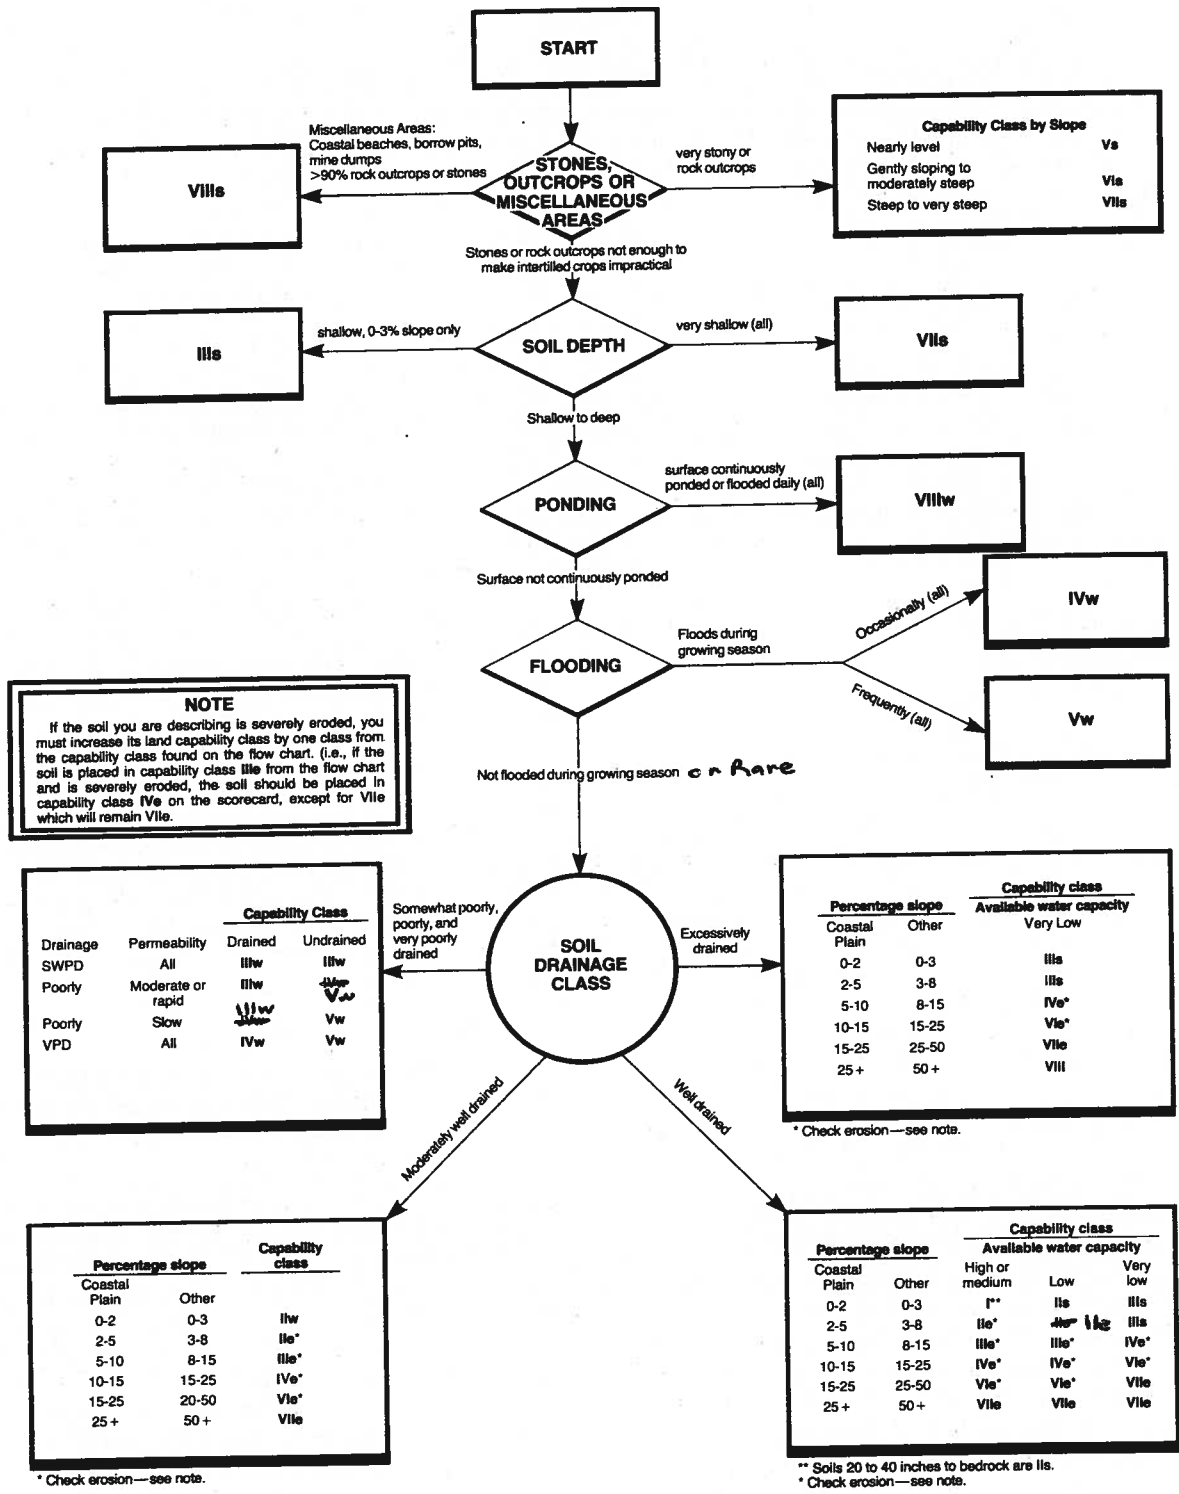 START
Miscellaneous Areas:
Coastal beaches, borrow pits,
mine dumps
>90% rock outcrops or stones
VIIIs
STONES,
OUTCROPS OR
MISCELLANEOUS
AREAS
very stony or
rock outcrops
Capability Class by Slope
Nearly level Vs
Gently sloping to
moderately steep VIs
Steep to very steep VIIs
Stones or rock outcrops not enough to
make intertilled crops impractical
IIIs
shallow, 0-3% slope only
SOIL DEPTH
very shallow (all)
VIIs
Shallow to deep
PONDING
surface continuously
ponded or flooded daily (all)
VIIIw
Surface not continuously ponded
FLOODING
Floods during
growing season
Occasionally (all)
IVw
Frequently (all)
Vw
NOTE
If the soil you are describing is severely eroded, you
must increase its land capability class by one class from
the capability class found on the flow chart. (i.e., if the
soil is placed in capability class IIIe from the flow chart
and is severely eroded, the soil should be placed in
capability class IVe on the scorecard, except for VIIe
which will remain VIIe.
Not flooded during growing season or Rare
SOIL
DRAINAGE
CLASS
Somewhat poorly,
poorly, and
very poorly
drained
Capability Class
Drainage Permeability Drained Undrained
SWPD All IIIw IIIw
Poorly Moderate or IIIw
rapid Vw
IIIw
Poorly Slow Vw
VPD All IVw Vw
Excessively
drained
Capability class
Percentage slope Available water capacity
Coastal Other Very Low
Plain
0-2 0-3 IIIs
2-5 3-8 IIIs
5-10 8-15 IVe*
10-15 15-25 VIe*
15-25 25-50 VIIe
25+ 50+ VIII
* Check erosion—see note.
Moderately well drained
Capability
Percentage slope class
Coastal
Plain Other
0-2 0-3 IIw
2-5 3-8 IIe*
5-10 8-15 IIIe*
10-15 15-25 IVe*
15-25 20-50 VIe*
25+ 50+ VIIe
* Check erosion—see note.
Well drained
Capability class
Percentage slope Available water capacity
Coastal High or Very
Plain Other medium Low low
0-2 0-3 I** IIs IIIs
2-5 3-8 IIe* IIe IIIs
5-10 8-15 IIIe* IIIe* IVe*
10-15 15-25 IVe* IVe* VIe*
15-25 25-50 VIe* VIe* VIIe
25+ 50+ VIIe VIIe VIIe
** Soils 20 to 40 inches to bedrock are IIs.
* Check erosion—see note.